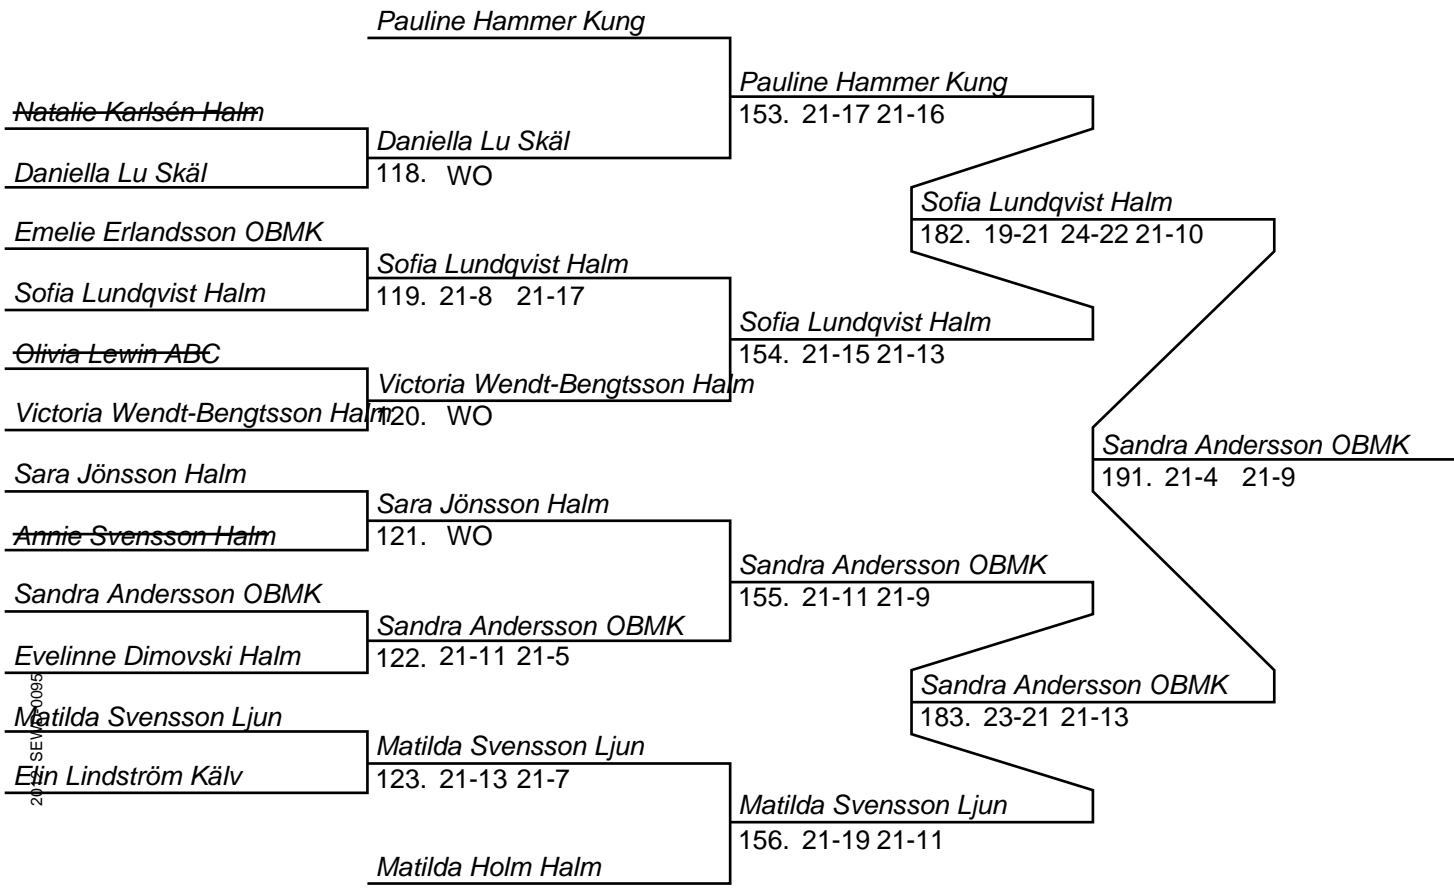 Pauline Hammer Kung
Pauline Hammer Kung
153. 21-17 21-16
Natalie Karlsén Halm
Daniella Lu Skäl
118. WO
Daniella Lu Skäl
Sofia Lundqvist Halm
182. 19-21 24-22 21-10
Emelie Erlandsson OBMK
Sofia Lundqvist Halm
119. 21-8 21-17
Sofia Lundqvist Halm
Sofia Lundqvist Halm
154. 21-15 21-13
Olivia Lewin ABC
Victoria Wendt-Bengtsson Halm
120. WO
Victoria Wendt-Bengtsson Halm
Sandra Andersson OBMK
191. 21-4 21-9
Sara Jönsson Halm
Sara Jönsson Halm
121. WO
Annie Svensson Halm
Sandra Andersson OBMK
155. 21-11 21-9
Sandra Andersson OBMK
Sandra Andersson OBMK
122. 21-11 21-5
Evelinne Dimovski Halm
Sandra Andersson OBMK
183. 23-21 21-13
Matilda Svensson Ljun
Matilda Svensson Ljun
123. 21-13 21-7
Elin Lindström Kälv
Matilda Svensson Ljun
156. 21-19 21-11
Matilda Holm Halm